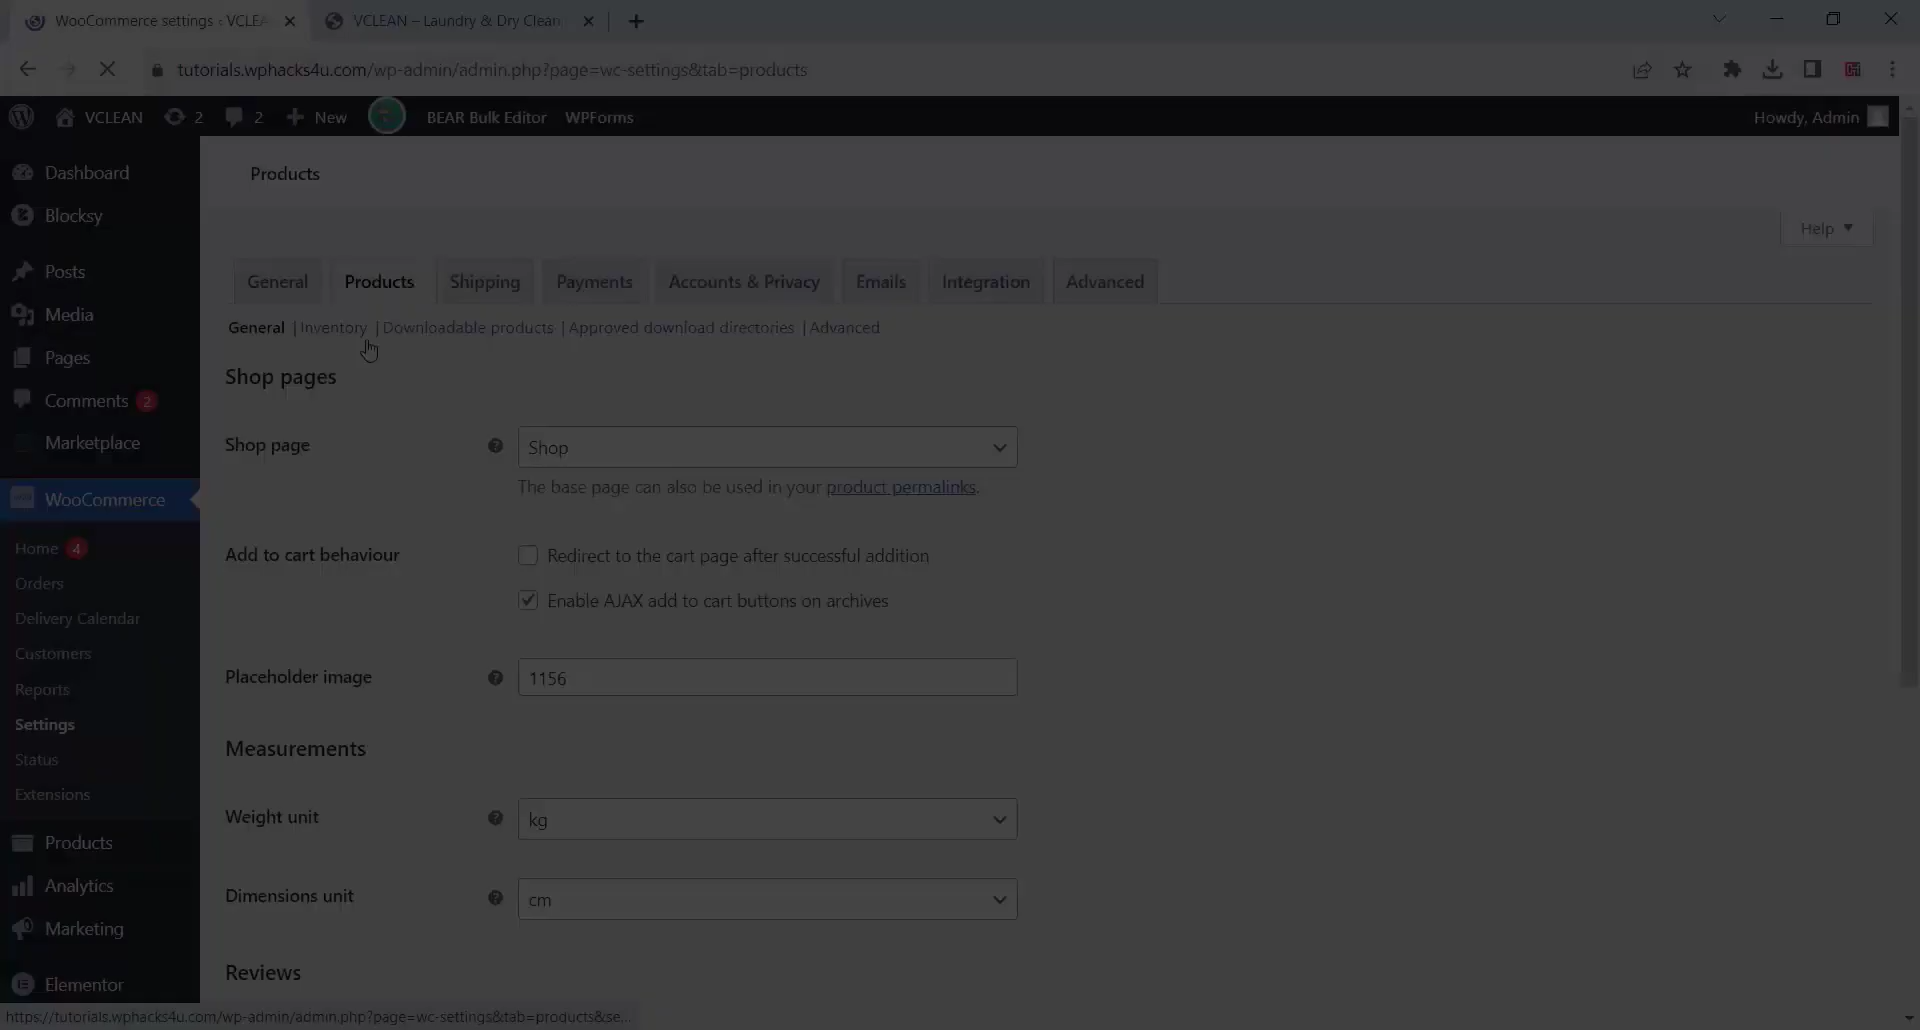 WooCommerce settings ‹ VCLEA
VCLEAN – Laundry & Dry Clean
tutorials.wphacks4u.com/wp-admin/admin.php?page=wc-settings&tab=products
VCLEAN
2
2
New
BEAR Bulk Editor
WPForms
Howdy, Admin
Dashboard
Blocksy
Posts
Media
Pages
Comments 2
Marketplace
WooCommerce
Home 4
Orders
Delivery Calendar
Customers
Reports
Settings
Status
Extensions
Products
Analytics
Marketing
Elementor
Products
Help
General
Products
Shipping
Payments
Accounts & Privacy
Emails
Integration
Advanced
General | Inventory | Downloadable products | Approved download directories | Advanced
Shop pages
Shop page
Shop
The base page can also be used in your product permalinks.
Add to cart behaviour
Redirect to the cart page after successful addition
Enable AJAX add to cart buttons on archives
Placeholder image
1156
Measurements
Weight unit
kg
Dimensions unit
cm
Reviews
https://tutorials.wphacks4u.com/wp-admin/admin.php?page=wc-settings&tab=products&se...